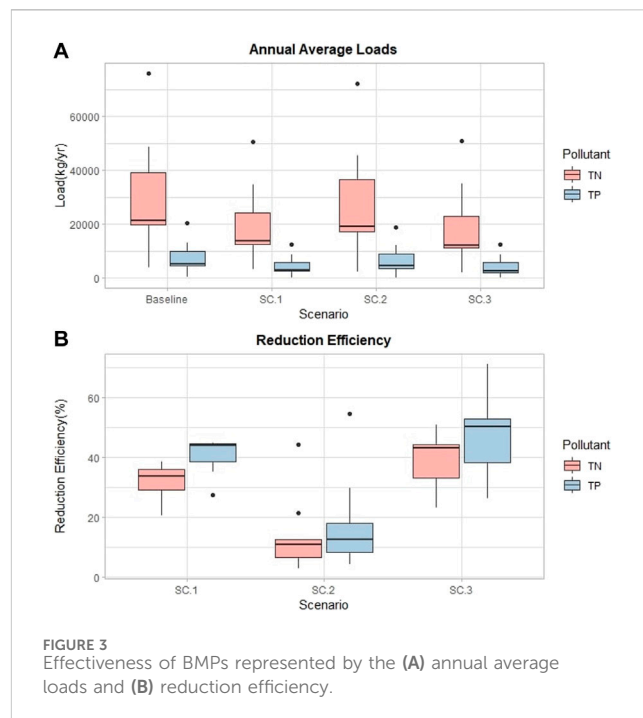 A
Annual Average Loads
Load(kg/yr)
60000
40000
20000
0
Baseline
SC.1
SC.2
SC.3
Scenario
Pollutant
TN
TP
B
Reduction Efficiency
Reduction Efficiency(%)
60
40
20
0
SC.1
SC.2
SC.3
Scenario
Pollutant
TN
TP
FIGURE 3
Effectiveness of BMPs represented by the (A) annual average
loads and (B) reduction efficiency.